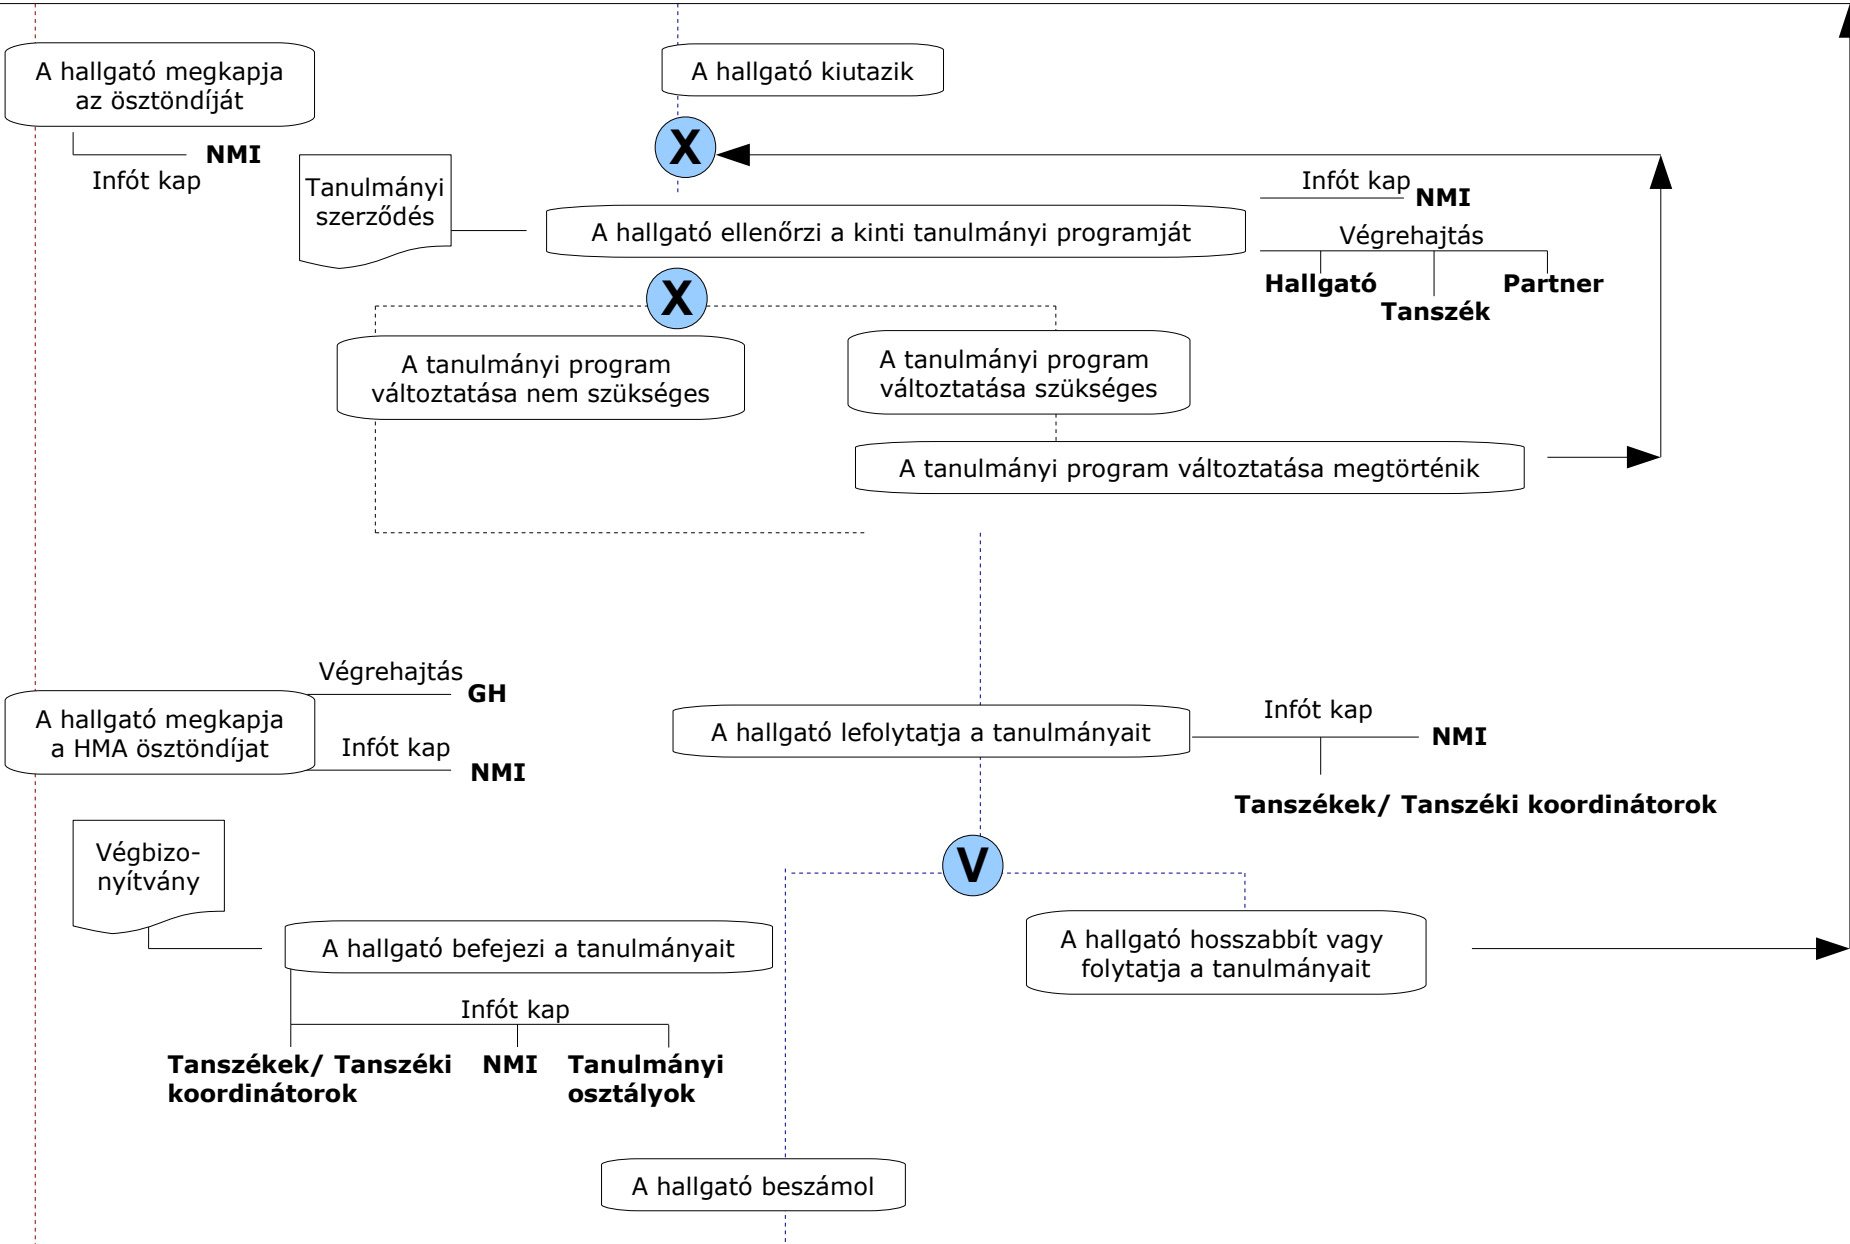 A hallgató megkapja
az ösztöndíját
A hallgató kiutazik
X
NMI
Infót kap
Tanulmányi
szerződés
A hallgató ellenőrzi a kinti tanulmányi programját
Infót kap
NMI
Végrehajtás
Hallgató
Partner
Tanszék
X
A tanulmányi program
változtatása nem szükséges
A tanulmányi program
változtatása szükséges
A tanulmányi program változtatása megtörténik
Végrehajtás
GH
A hallgató megkapja
a HMA ösztöndíjat
Infót kap
NMI
A hallgató lefolytatja a tanulmányait
Infót kap
NMI
Tanszékek/ Tanszéki koordinátorok
V
Végbizo-
nyítvány
A hallgató befejezi a tanulmányait
A hallgató hosszabbít vagy
folytatja a tanulmányait
Infót kap
Tanszékek/ Tanszéki
koordinátorok
NMI
Tanulmányi
osztályok
A hallgató beszámol